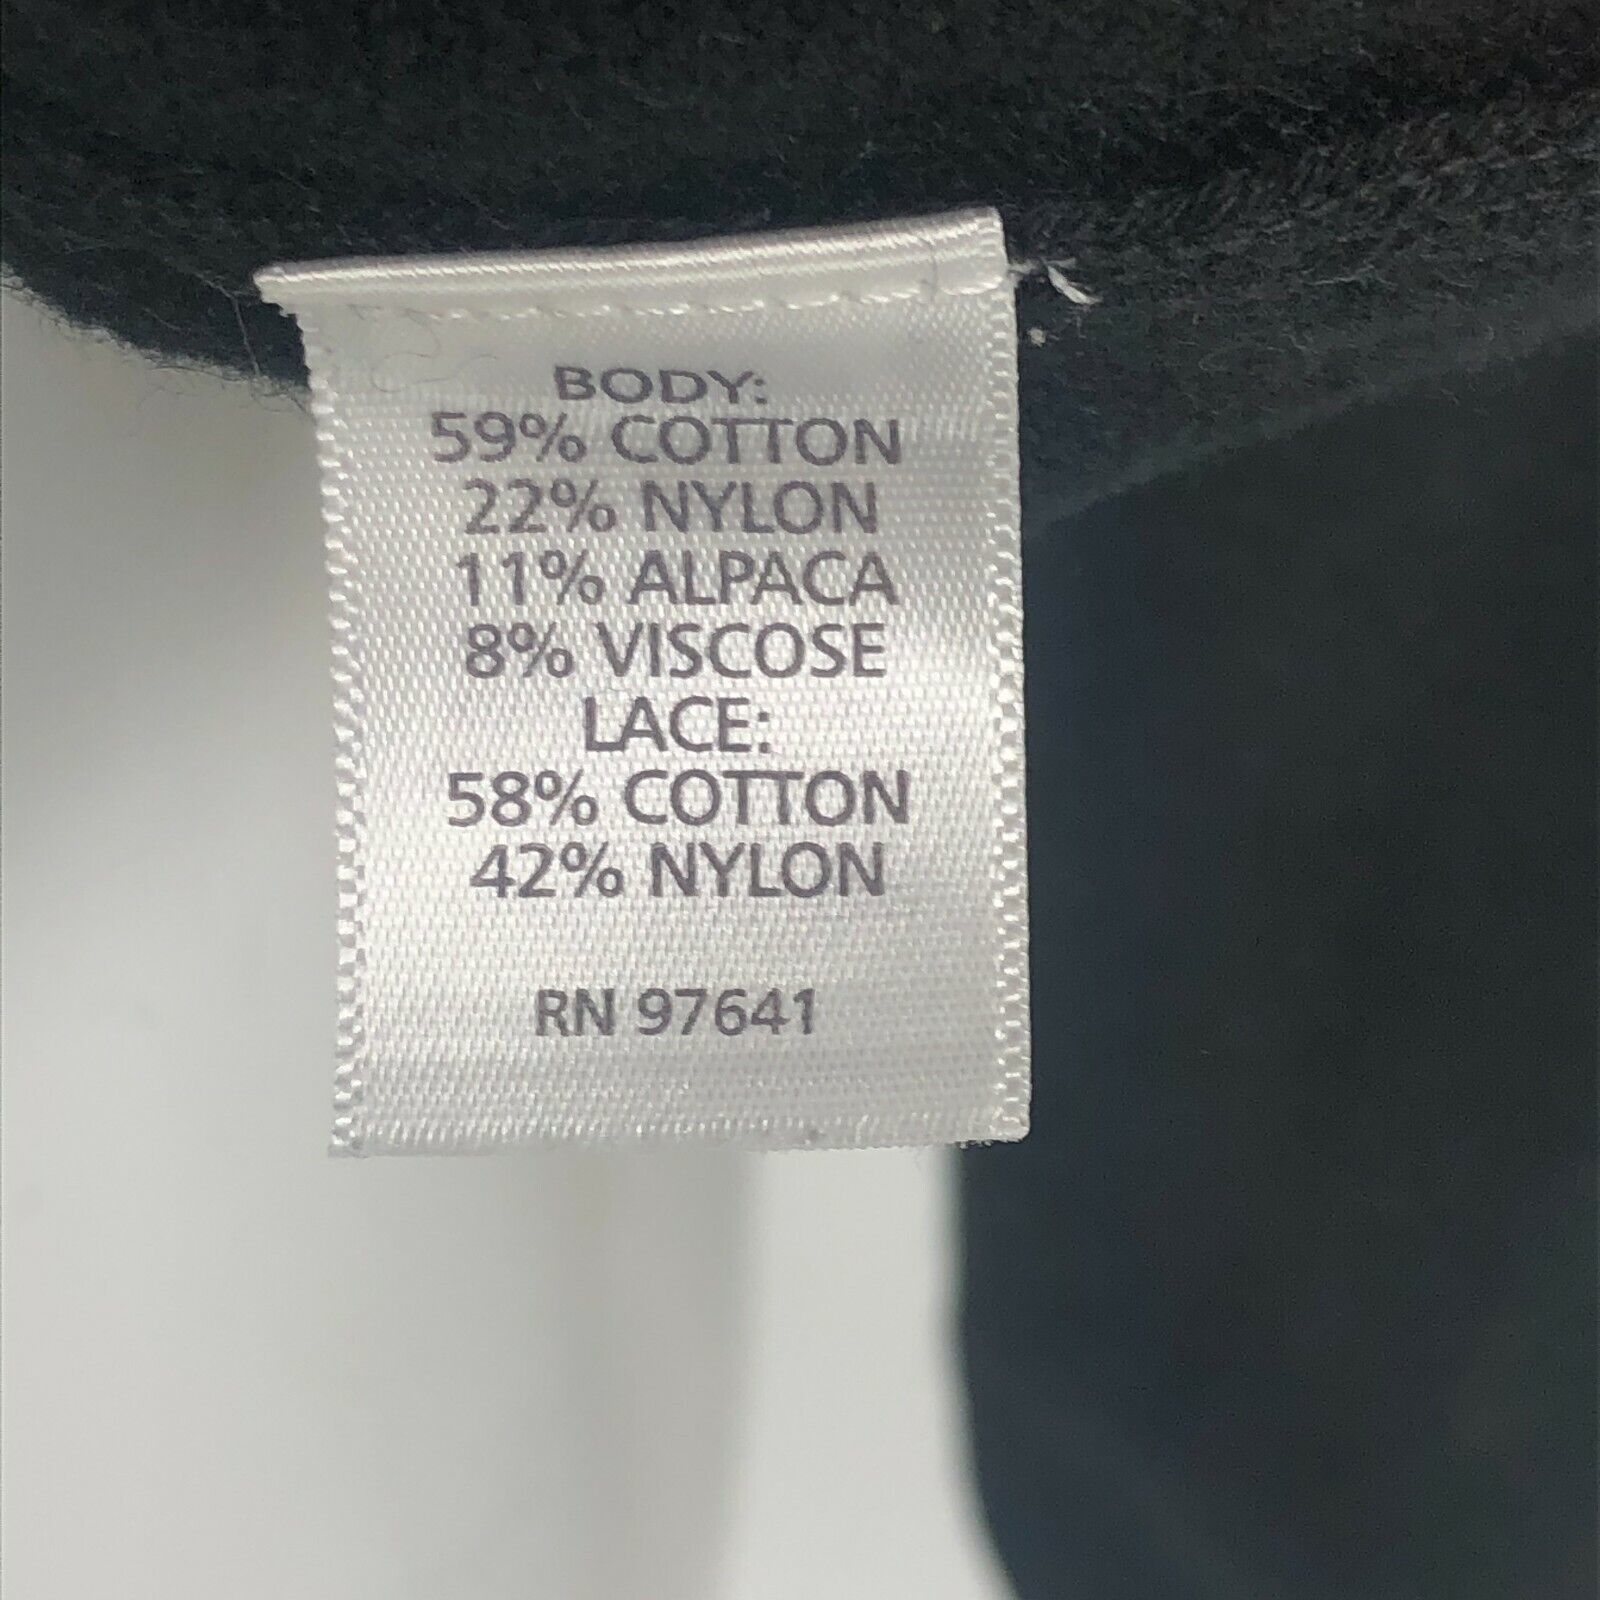 BODY:
59% COTTON
22% NYLON
11% ALPACA
8% VISCOSE
LACE:
58% COTTON
42% NYLON
RN 97641